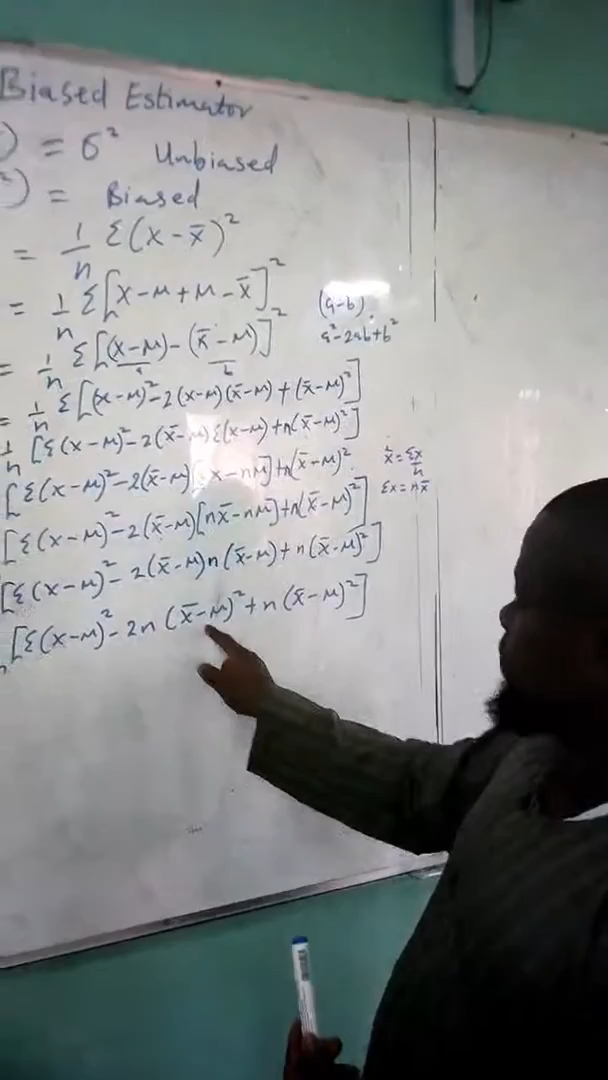 Biased Estimator
) = σ² Unbiased
²) = Biased
= 1/n Σ(x-x̄)²
= 1/n Σ[x-μ+μ-x̄]²
= 1/n Σ[(x-μ)-(x̄-μ)]²
a b
(a-b)²
a²-2ab+b²
= 1/n Σ[(x-μ)²-2(x-μ)(x̄-μ)+(x̄-μ)²]
1/n [Σ(x-μ)²-2(x̄-μ)Σ(x-μ)+n(x̄-μ)²]
[Σ(x-μ)²-2(x̄-μ)[Σx-nμ]+n(x̄-μ)²
x̄=Σx/n
Σx=nx̄
[Σ(x-μ)²-2(x̄-μ)[nx̄-nμ]+n(x̄-μ)²]
[Σ(x-μ)²-2(x̄-μ)n(x̄-μ)+n(x̄-μ)²]
n [Σ(x-μ)²-2n(x̄-μ)²+n(x̄-μ)²]